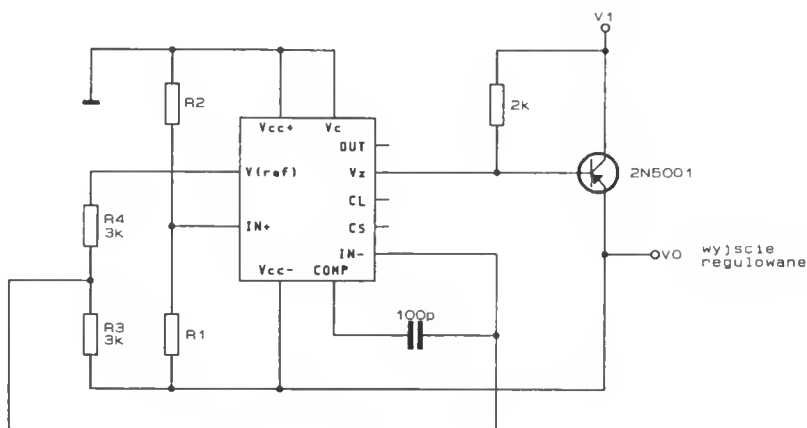 V1
R2
2k
Vcc+ Vc
OUT
V(ref)
Vz
2N5001
R4
3k
CL
IN+
CS
IN-
Vcc- COMP
VO wyjscie
regulowane
100p
R3
3k
R1